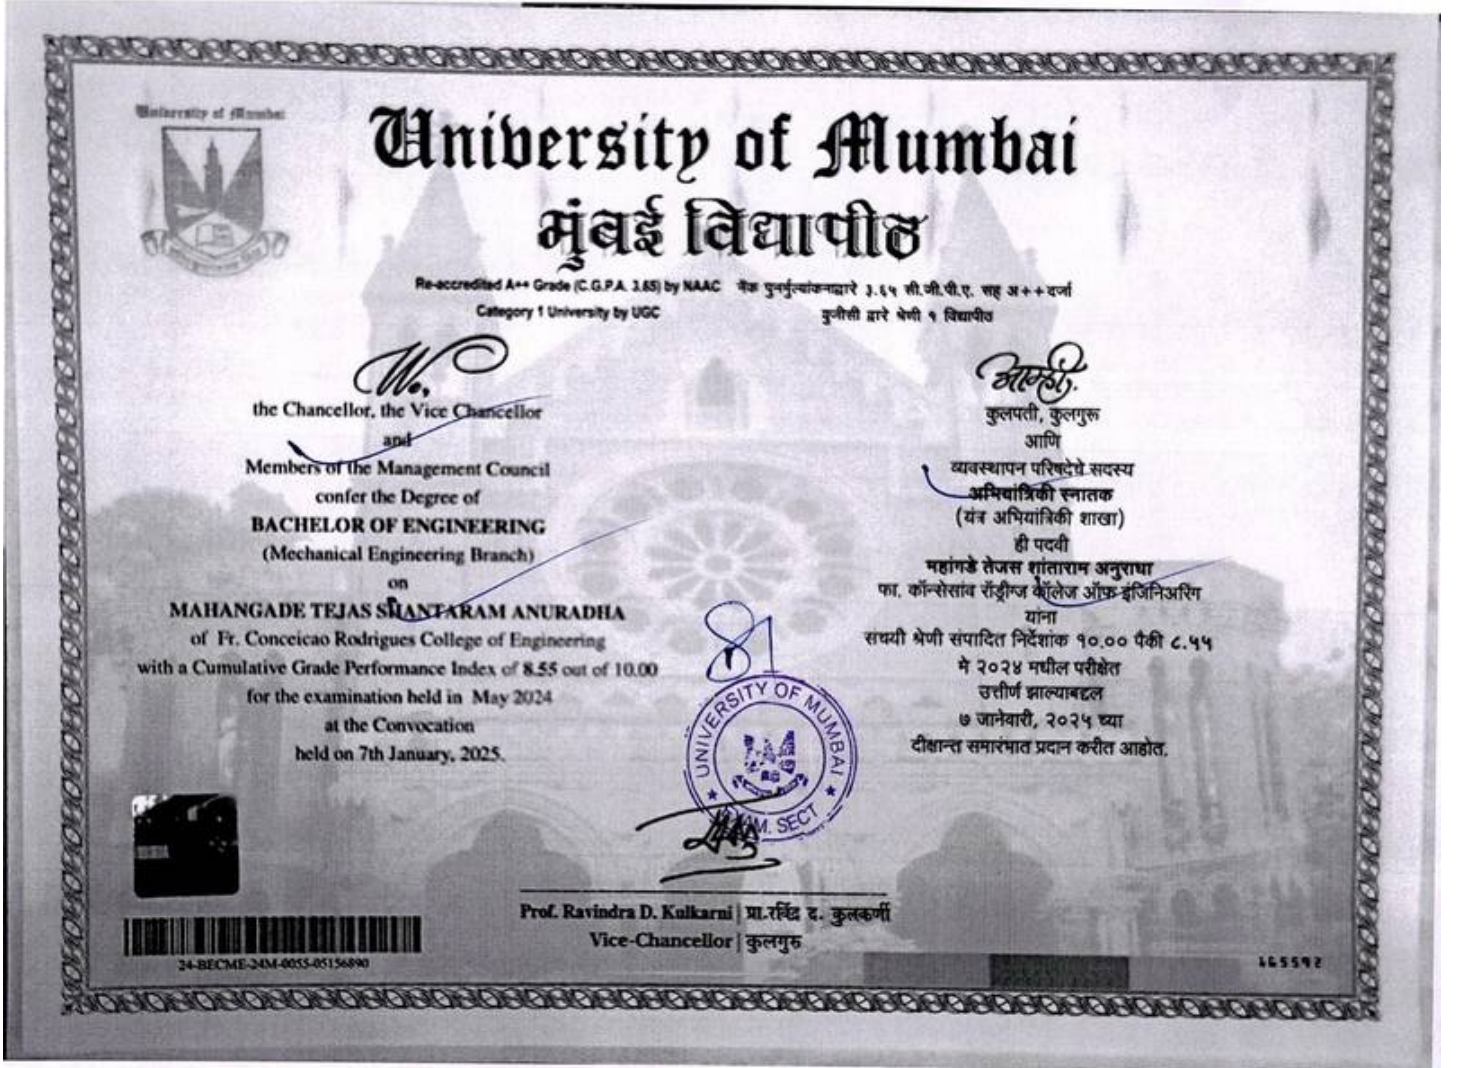 University of Mumbai
University of Mumbai
मुंबई विद्यापीठ
Re-accredited A++ Grade (C.G.P.A. 3.65) by NAAC
Category 1 University by UGC
नॅक पुनर्मुल्यांकनाद्वारे ३.६५ सी.जी.पी.ए. सह अ++दर्जा
युजीसी द्वारे श्रेणी १ विद्यापीठ
We,
the Chancellor, the Vice Chancellor
and
Members of the Management Council
confer the Degree of
BACHELOR OF ENGINEERING
(Mechanical Engineering Branch)
on
MAHANGADE TEJAS SHANTARAM ANURADHA
of Fr. Conceicao Rodrigues College of Engineering
with a Cumulative Grade Performance Index of 8.55 out of 10.00
for the examination held in May 2024
at the Convocation
held on 7th January, 2025.
आम्ही,
कुलपती, कुलगुरू
आणि
व्यवस्थापन परिषदेचे सदस्य
अभियांत्रिकी स्नातक
(यंत्र अभियांत्रिकी शाखा)
ही पदवी
महांगडे तेजस शांताराम अनुराधा
फा. कॉन्सेसांव रॉड्रीग्ज कॉलेज ऑफ इंजिनिअरिंग
यांना
संचयी श्रेणी संपादित निर्देशांक १०.०० पैकी ८.५५
मे २०२४ मधील परीक्षेत
उत्तीर्ण झाल्याबद्दल
७ जानेवारी, २०२५ च्या
दीक्षान्त समारंभात प्रदान करीत आहोत.
UNIVERSITY OF MUMBAI
SECT
Prof. Ravindra D. Kulkarni | प्रा.रविंद्र द. कुलकर्णी
Vice-Chancellor | कुलगुरु
24-BECME-24M-0055-05156890